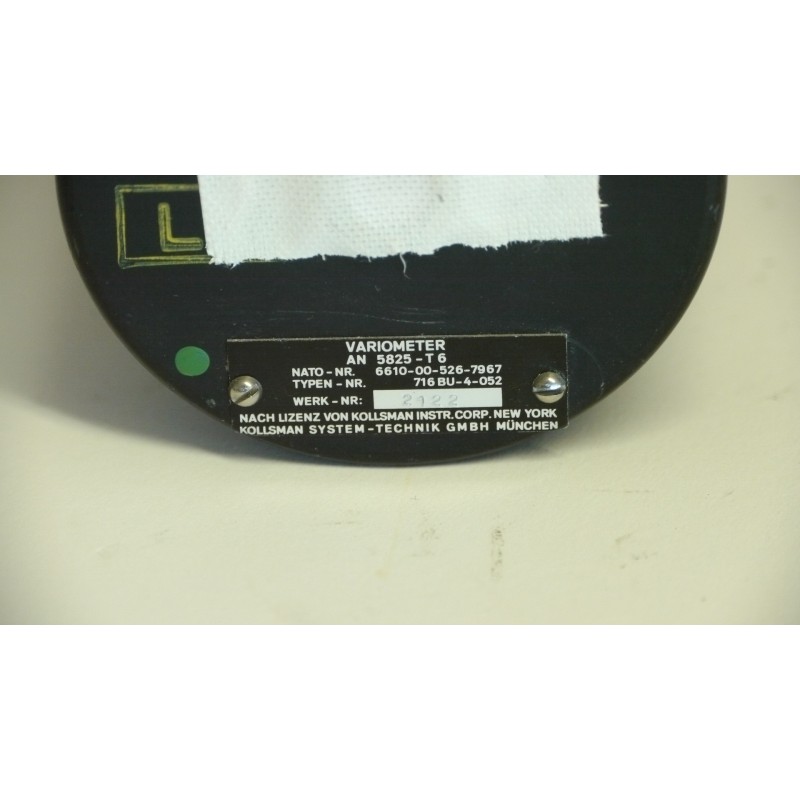 L
VARIOMETER
AN 5825-T6
NATO-NR. 6610-00-526-7967
TYPEN-NR. 716 BU-4-052
WERK-NR: 2122
NACH LIZENZ VON KOLLSMAN INSTR. CORP. NEW YORK
KOLLSMAN SYSTEM-TECHNIK GMBH MÜNCHEN